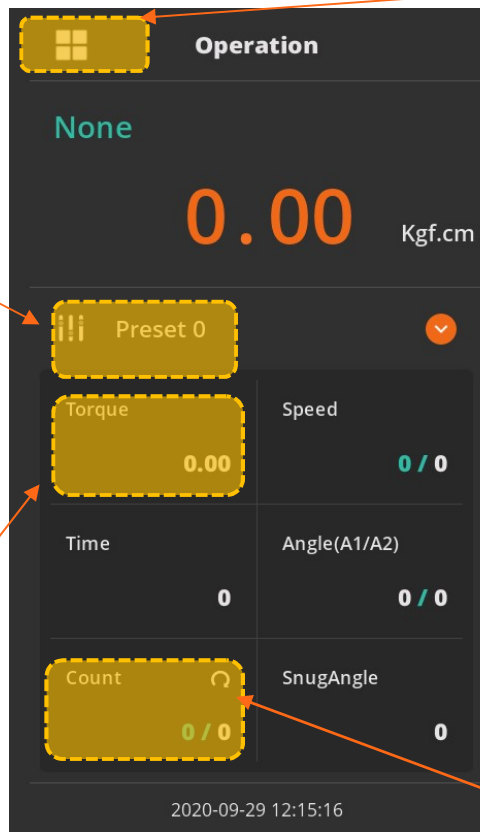 Operation
None
0.00 Kgf.cm
Preset 0
Torque
0.00
Speed
0 / 0
Time
0
Angle(A1/A2)
0 / 0
Count
0 / 0
SnugAngle
0
2020-09-29 12:15:16